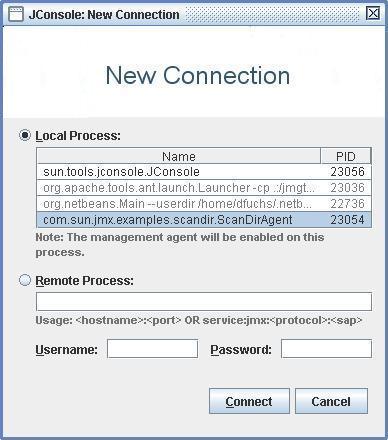 JConsole: New Connection
New Connection
Local Process:
Name PID
sun.tools.jconsole.JConsole 23056
org.apache.tools.ant.launch.Launcher -cp .:/jmgt... 23036
org.netbeans.Main --userdir /home/dfuchs/.netb... 22736
com.sun.jmx.examples.scandir.ScanDirAgent 23054
Note: The management agent will be enabled on this
process.
Remote Process:
Usage: <hostname>:<port> OR service:jmx:<protocol>:<sap>
Username: Password:
Connect Cancel